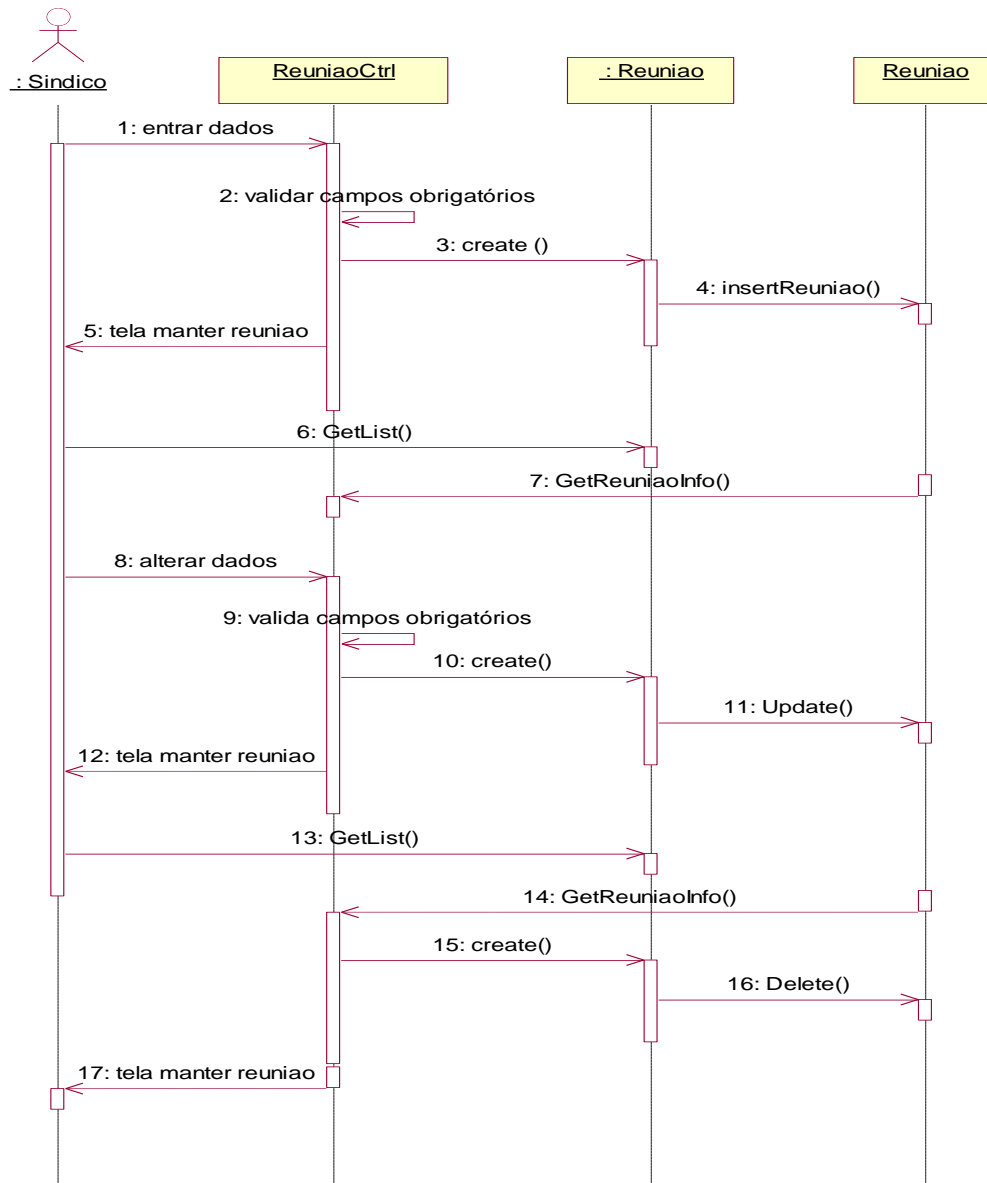 : Sindico
ReuniaoCtrl
: Reuniao
Reuniao
1: entrar dados
2: validar campos obrigatórios
3: create ()
4: insertReuniao()
5: tela manter reuniao
6: GetList()
7: GetReuniaoInfo()
8: alterar dados
9: valida campos obrigatórios
10: create()
11: Update()
12: tela manter reuniao
13: GetList()
14: GetReuniaoInfo()
15: create()
16: Delete()
17: tela manter reuniao